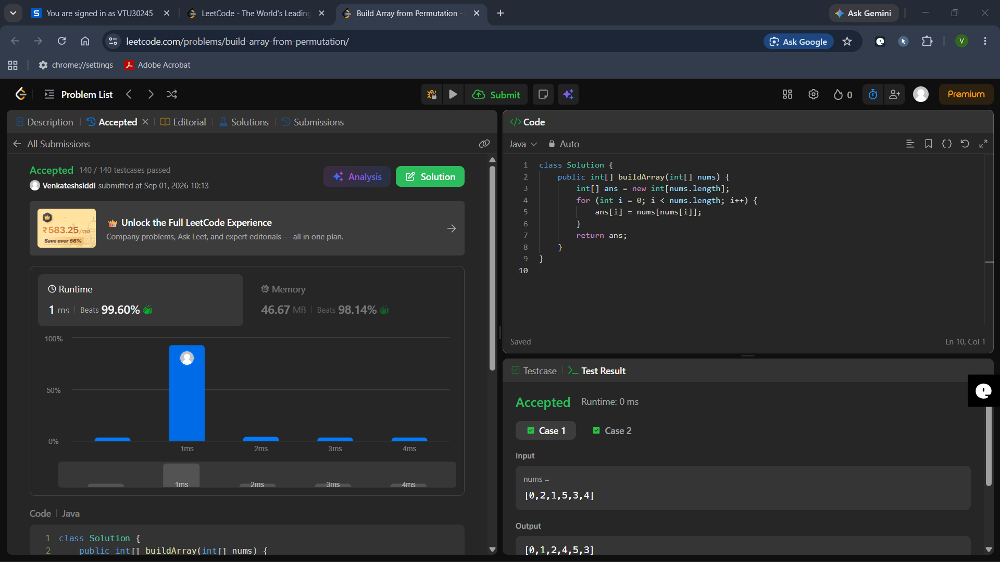 You are signed in as VTU30245
LeetCode - The World's Leading
Build Array from Permutation -
Ask Gemini
leetcode.com/problems/build-array-from-permutation/
Ask Google
V
chrome://settings
Adobe Acrobat
Problem List
Submit
0
Premium
Description
Accepted
Editorial
Solutions
Submissions
All Submissions
Accepted 140 / 140 testcases passed
Venkateshsiddi submitted at Sep 01, 2026 10:13
Analysis
Solution
₹583.25/mo
Save over 56%
Unlock the Full LeetCode Experience
Company problems, Ask Leet, and expert editorials — all in one plan.
Runtime
1 ms Beats 99.60%
Memory
46.67 MB Beats 98.14%
100%
50%
0%
1ms 2ms 3ms 4ms
1ms 2ms 3ms 4ms
Code Java
1 class Solution {
2 public int[] buildArray(int[] nums) {
</> Code
Java Auto
1 class Solution {
2 public int[] buildArray(int[] nums) {
3 int[] ans = new int[nums.length];
4 for (int i = 0; i < nums.length; i++) {
5 ans[i] = nums[nums[i]];
6 }
7 return ans;
8 }
9 }
10
Saved
Ln 10, Col 1
Testcase
Test Result
Accepted Runtime: 0 ms
Case 1
Case 2
Input
nums =
[0,2,1,5,3,4]
Output
[0,1,2,4,5,3]